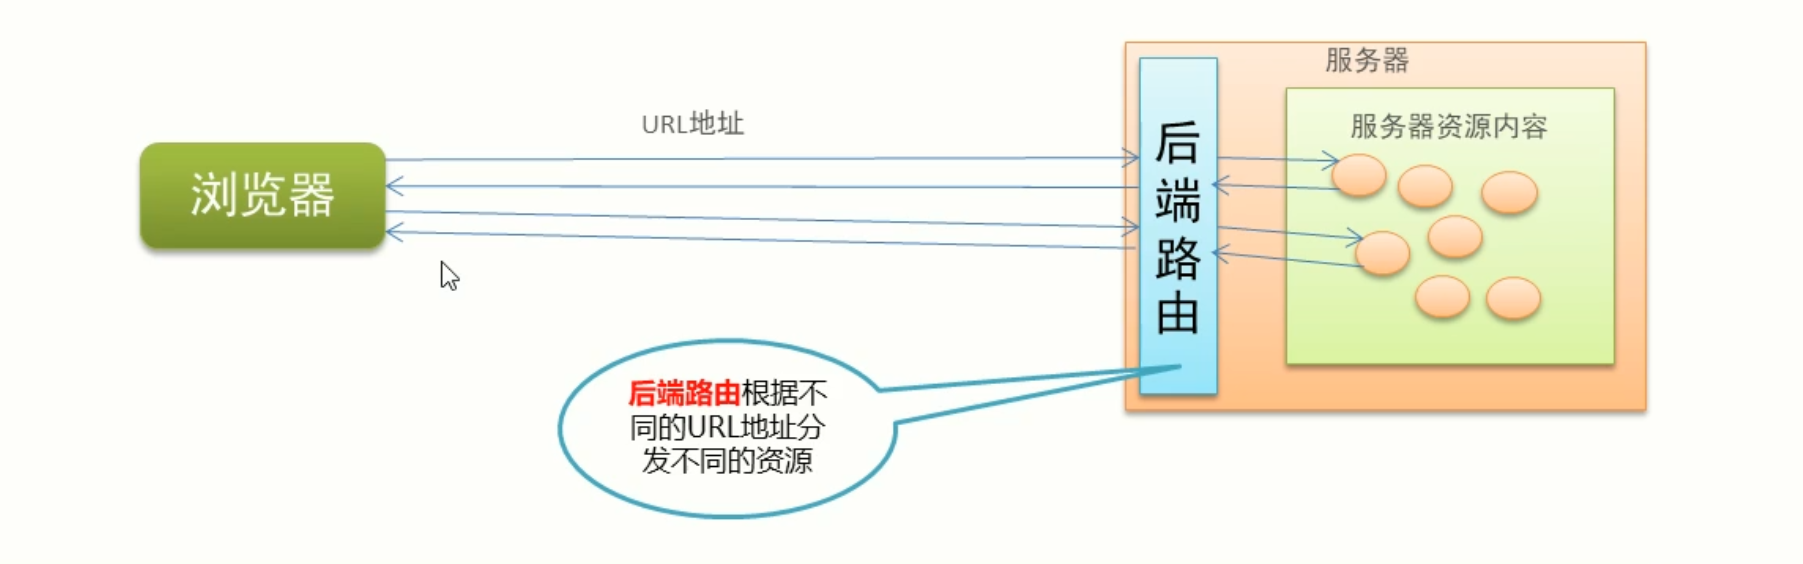 服务器
服务器资源内容
URL地址
浏览器
后
端
路
由
后端路由根据不
同的URL地址分
发不同的资源